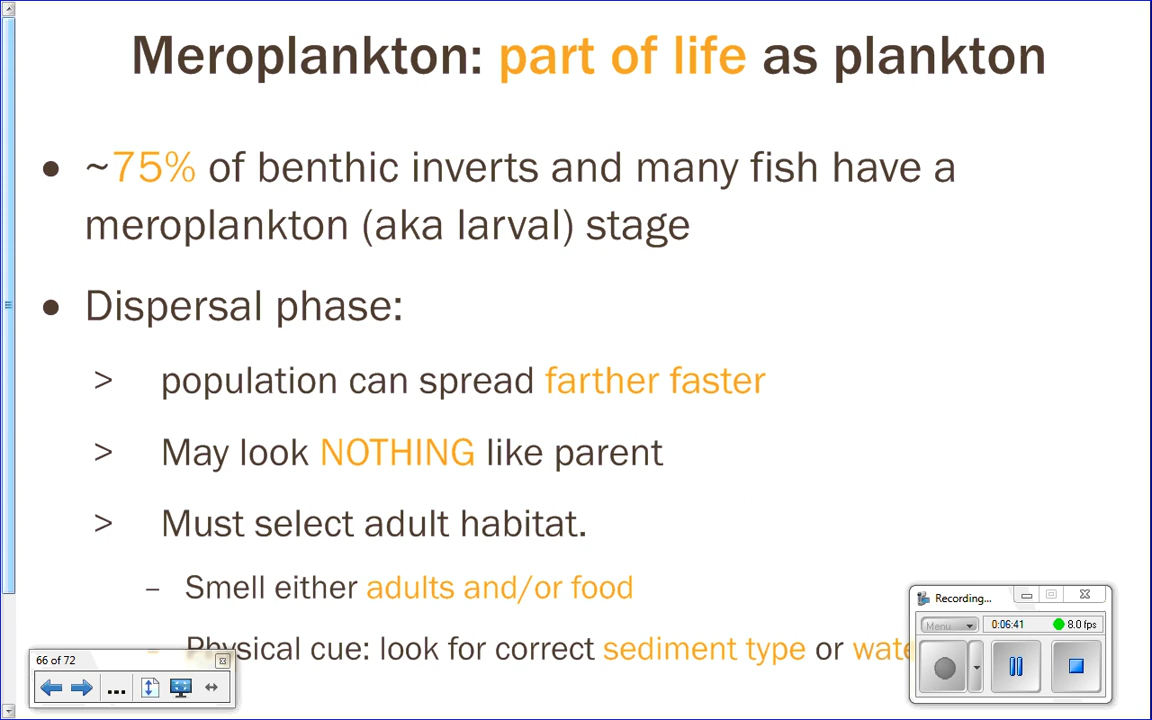 Meroplankton: part of life as plankton
• ~75% of benthic inverts and many fish have a
meroplankton (aka larval) stage
• Dispersal phase:
> population can spread farther faster
> May look NOTHING like parent
> Must select adult habitat.
– Smell either adults and/or food
– Physical cue: look for correct sediment type or
66 of 72
...
Recording...
Menu
0:06:41
8.0 fps